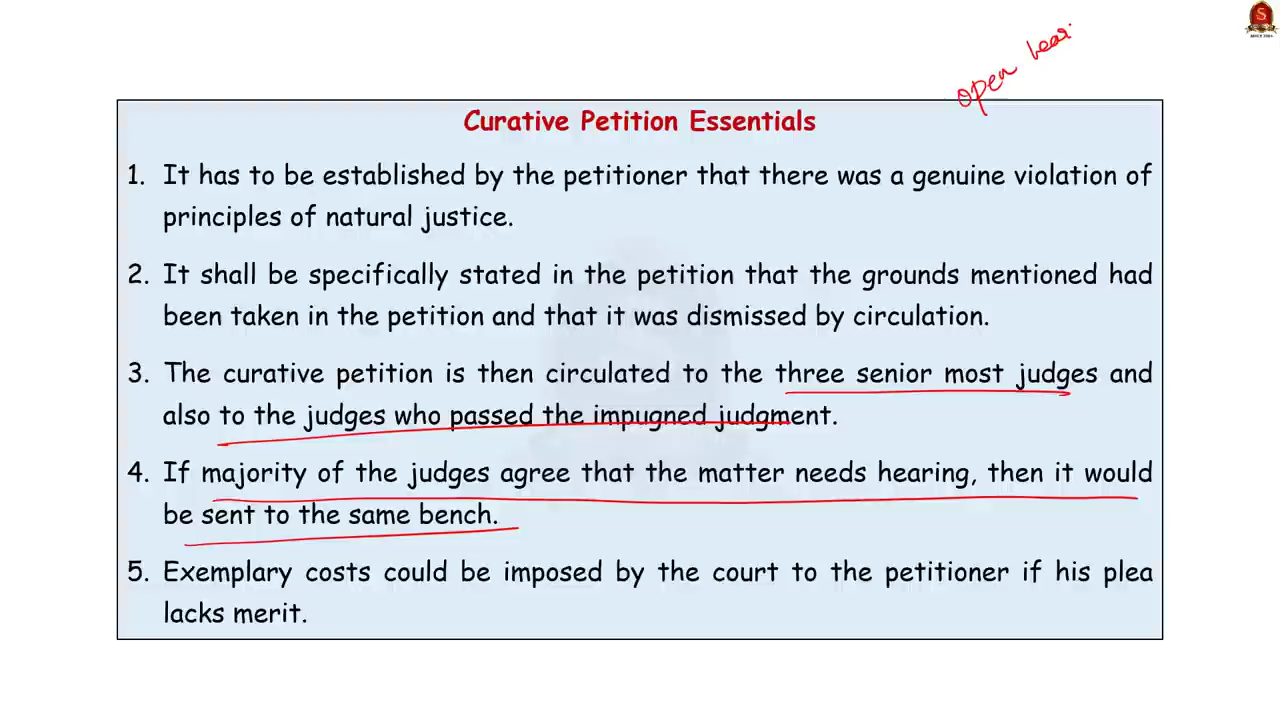 open hear
Curative Petition Essentials
1. It has to be established by the petitioner that there was a genuine violation of
principles of natural justice.
2. It shall be specifically stated in the petition that the grounds mentioned had
been taken in the petition and that it was dismissed by circulation.
3. The curative petition is then circulated to the three senior most judges and
also to the judges who passed the impugned judgment.
4. If majority of the judges agree that the matter needs hearing, then it would
be sent to the same bench.
5. Exemplary costs could be imposed by the court to the petitioner if his plea
lacks merit.